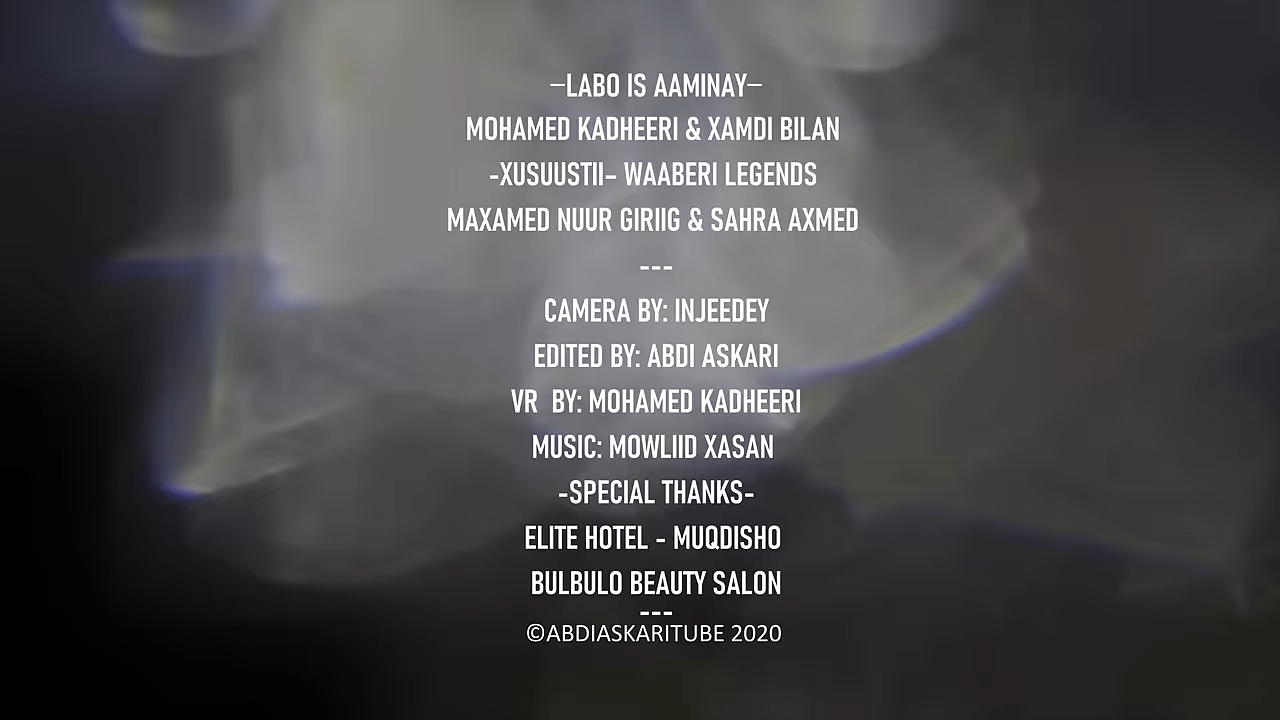 –LABO IS AAMINAY–
MOHAMED KADHEERI & XAMDI BILAN
-XUSUUSTII- WAABERI LEGENDS
MAXAMED NUUR GIRIIG & SAHRA AXMED
---
CAMERA BY: INJEEDEY
EDITED BY: ABDI ASKARI
VR  BY: MOHAMED KADHEERI
MUSIC: MOWLIID XASAN
-SPECIAL THANKS-
ELITE HOTEL - MUQDISHO
BULBULO BEAUTY SALON
---
©ABDIASKARITUBE 2020